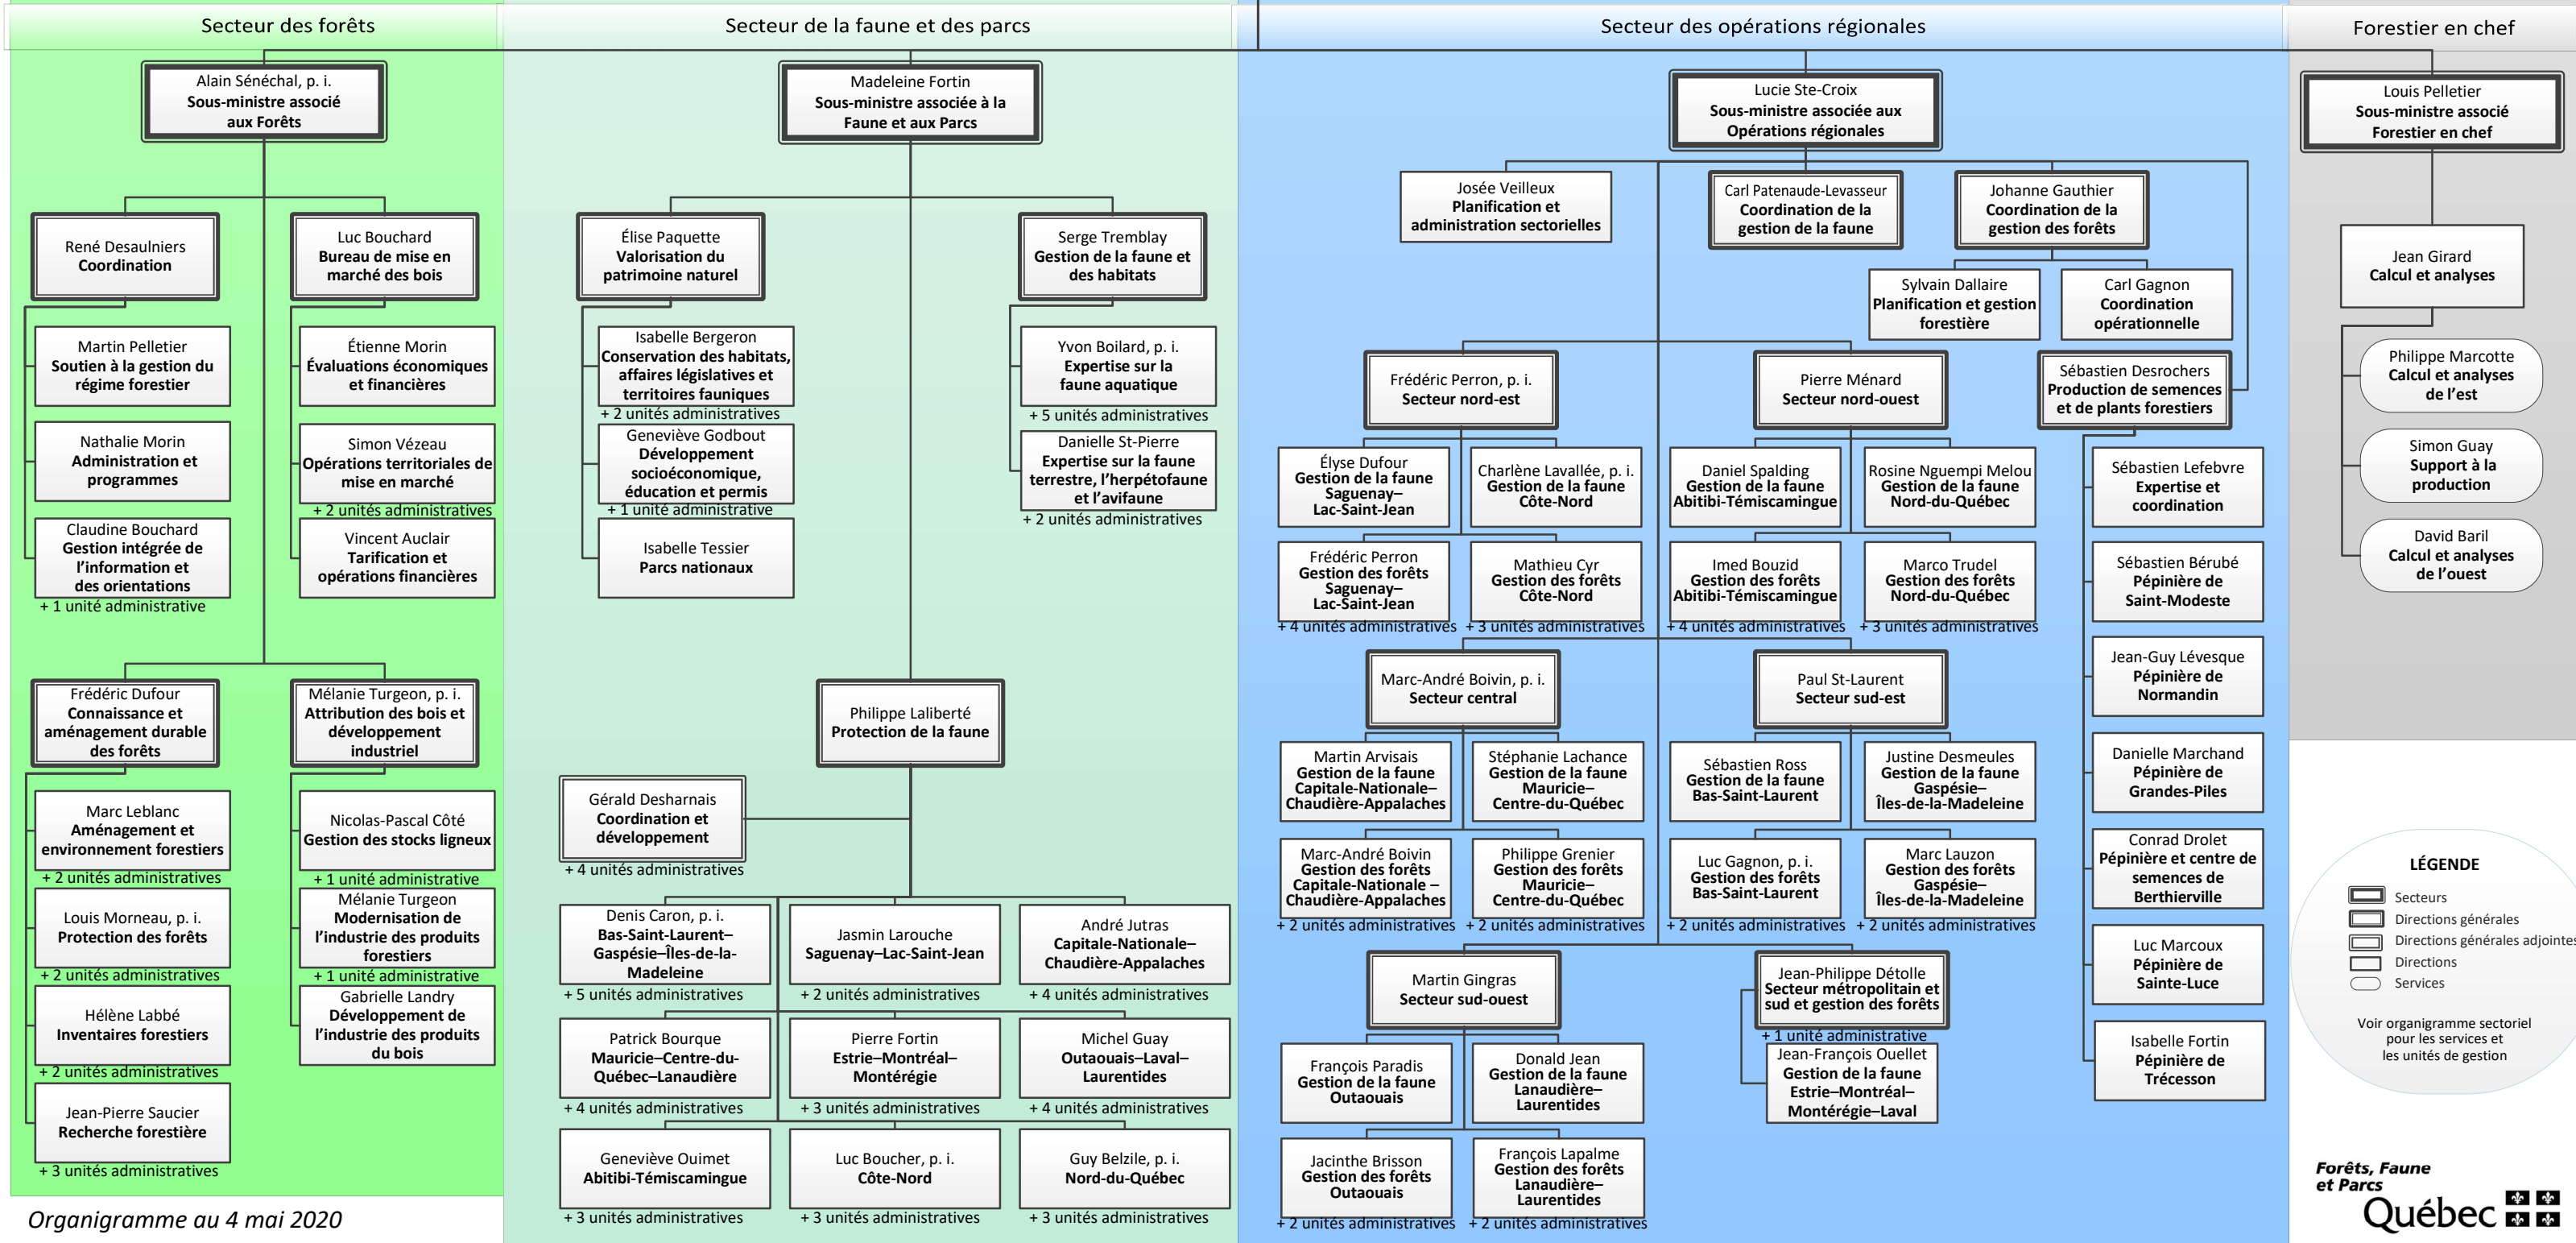 Secteur des forêts
Alain Sénéchal, p. i.
Sous-ministre associé
aux Forêts
René Desaulniers
Coordination
Martin Pelletier
Soutien à la gestion du
régime forestier
Nathalie Morin
Administration et
programmes
Claudine Bouchard
Gestion intégrée de
l’information et
des orientations
+ 1 unité administrative
Luc Bouchard
Bureau de mise en
marché des bois
Étienne Morin
Évaluations économiques
et financières
Simon Vézeau
Opérations territoriales de
mise en marché
+ 2 unités administratives
Vincent Auclair
Tarification et
opérations financières
Frédéric Dufour
Connaissance et
aménagement durable
des forêts
Marc Leblanc
Aménagement et
environnement forestiers
+ 2 unités administratives
Louis Morneau, p. i.
Protection des forêts
+ 2 unités administratives
Hélène Labbé
Inventaires forestiers
+ 2 unités administratives
Jean-Pierre Saucier
Recherche forestière
+ 3 unités administratives
Mélanie Turgeon, p. i.
Attribution des bois et
développement
industriel
Nicolas-Pascal Côté
Gestion des stocks ligneux
+ 1 unité administrative
Mélanie Turgeon
Modernisation de
l’industrie des produits
forestiers
+ 1 unité administrative
Gabrielle Landry
Développement de
l’industrie des produits
du bois
Organigramme au 4 mai 2020
Secteur de la faune et des parcs
Madeleine Fortin
Sous-ministre associée à la
Faune et aux Parcs
Élise Paquette
Valorisation du
patrimoine naturel
Isabelle Bergeron
Conservation des habitats,
affaires législatives et
territoires fauniques
+ 2 unités administratives
Geneviève Godbout
Développement
socioéconomique,
éducation et permis
+ 1 unité administrative
Isabelle Tessier
Parcs nationaux
Serge Tremblay
Gestion de la faune et
des habitats
Yvon Boilard, p. i.
Expertise sur la
faune aquatique
+ 5 unités administratives
Danielle St-Pierre
Expertise sur la faune
terrestre, l’herpétofaune
et l’avifaune
+ 2 unités administratives
Philippe Laliberté
Protection de la faune
Gérald Desharnais
Coordination et
développement
+ 4 unités administratives
Denis Caron, p. i.
Bas-Saint-Laurent–
Gaspésie–Îles-de-la-
Madeleine
+ 5 unités administratives
Jasmin Larouche
Saguenay–Lac-Saint-Jean
+ 2 unités administratives
André Jutras
Capitale-Nationale–
Chaudière-Appalaches
+ 4 unités administratives
Patrick Bourque
Mauricie–Centre-du-
Québec–Lanaudière
+ 4 unités administratives
Pierre Fortin
Estrie–Montréal–
Montérégie
+ 3 unités administratives
Michel Guay
Outaouais–Laval–
Laurentides
+ 4 unités administratives
Geneviève Ouimet
Abitibi-Témiscamingue
+ 3 unités administratives
Luc Boucher, p. i.
Côte-Nord
+ 3 unités administratives
Guy Belzile, p. i.
Nord-du-Québec
+ 3 unités administratives
Secteur des opérations régionales
Lucie Ste-Croix
Sous-ministre associée aux
Opérations régionales
Josée Veilleux
Planification et
administration sectorielles
Carl Patenaude-Levasseur
Coordination de la
gestion de la faune
Johanne Gauthier
Coordination de la
gestion des forêts
Sylvain Dallaire
Planification et gestion
forestière
Carl Gagnon
Coordination
opérationnelle
Frédéric Perron, p. i.
Secteur nord-est
Élyse Dufour
Gestion de la faune
Saguenay–
Lac-Saint-Jean
Charlène Lavallée, p. i.
Gestion de la faune
Côte-Nord
Frédéric Perron
Gestion des forêts
Saguenay–
Lac-Saint-Jean
+ 4 unités administratives
Mathieu Cyr
Gestion des forêts
Côte-Nord
+ 3 unités administratives
Pierre Ménard
Secteur nord-ouest
Daniel Spalding
Gestion de la faune
Abitibi-Témiscamingue
Rosine Nguempi Melou
Gestion de la faune
Nord-du-Québec
Imed Bouzid
Gestion des forêts
Abitibi-Témiscamingue
+ 4 unités administratives
Marco Trudel
Gestion des forêts
Nord-du-Québec
+ 3 unités administratives
Marc-André Boivin, p. i.
Secteur central
Martin Arvisais
Gestion de la faune
Capitale-Nationale–
Chaudière-Appalaches
Stéphanie Lachance
Gestion de la faune
Mauricie–
Centre-du-Québec
Marc-André Boivin
Gestion des forêts
Capitale-Nationale –
Chaudière-Appalaches
+ 2 unités administratives
Philippe Grenier
Gestion des forêts
Mauricie–
Centre-du-Québec
+ 2 unités administratives
Paul St-Laurent
Secteur sud-est
Sébastien Ross
Gestion de la faune
Bas-Saint-Laurent
Justine Desmeules
Gestion de la faune
Gaspésie–
Îles-de-la-Madeleine
Luc Gagnon, p. i.
Gestion des forêts
Bas-Saint-Laurent
+ 2 unités administratives
Marc Lauzon
Gestion des forêts
Gaspésie–
Îles-de-la-Madeleine
+ 2 unités administratives
Martin Gingras
Secteur sud-ouest
François Paradis
Gestion de la faune
Outaouais
Donald Jean
Gestion de la faune
Lanaudière–
Laurentides
Jacinthe Brisson
Gestion des forêts
Outaouais
+ 2 unités administratives
François Lapalme
Gestion des forêts
Lanaudière–
Laurentides
+ 2 unités administratives
Jean-Philippe Détolle
Secteur métropolitain et
sud et gestion des forêts
+ 1 unité administrative
Jean-François Ouellet
Gestion de la faune
Estrie–Montréal–
Montérégie–Laval
Sébastien Desrochers
Production de semences
et de plants forestiers
Sébastien Lefebvre
Expertise et
coordination
Sébastien Bérubé
Pépinière de
Saint-Modeste
Jean-Guy Lévesque
Pépinière de
Normandin
Danielle Marchand
Pépinière de
Grandes-Piles
Conrad Drolet
Pépinière et centre de
semences de
Berthierville
Luc Marcoux
Pépinière de
Sainte-Luce
Isabelle Fortin
Pépinière de
Trécesson
Forestier en chef
Louis Pelletier
Sous-ministre associé
Forestier en chef
Jean Girard
Calcul et analyses
Philippe Marcotte
Calcul et analyses
de l’est
Simon Guay
Support à la
production
David Baril
Calcul et analyses
de l’ouest
LÉGENDE
Secteurs
Directions générales
Directions générales adjointes
Directions
Services
Voir organigramme sectoriel
pour les services et
les unités de gestion
Forêts, Faune
et Parcs
Québec